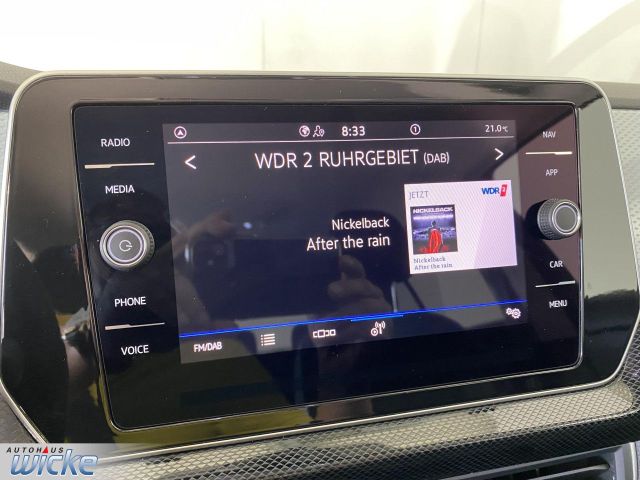 RADIO
MEDIA
PHONE
VOICE
8:33
1
21.0°C
WDR 2 RUHRGEBIET (DAB)
Nickelback
After the rain
JETZT
WDR 2
NICKELBACK
Nickelback
After the rain
FM/DAB
NAV
APP
CAR
MENU
AUTOHAUS
WICKE